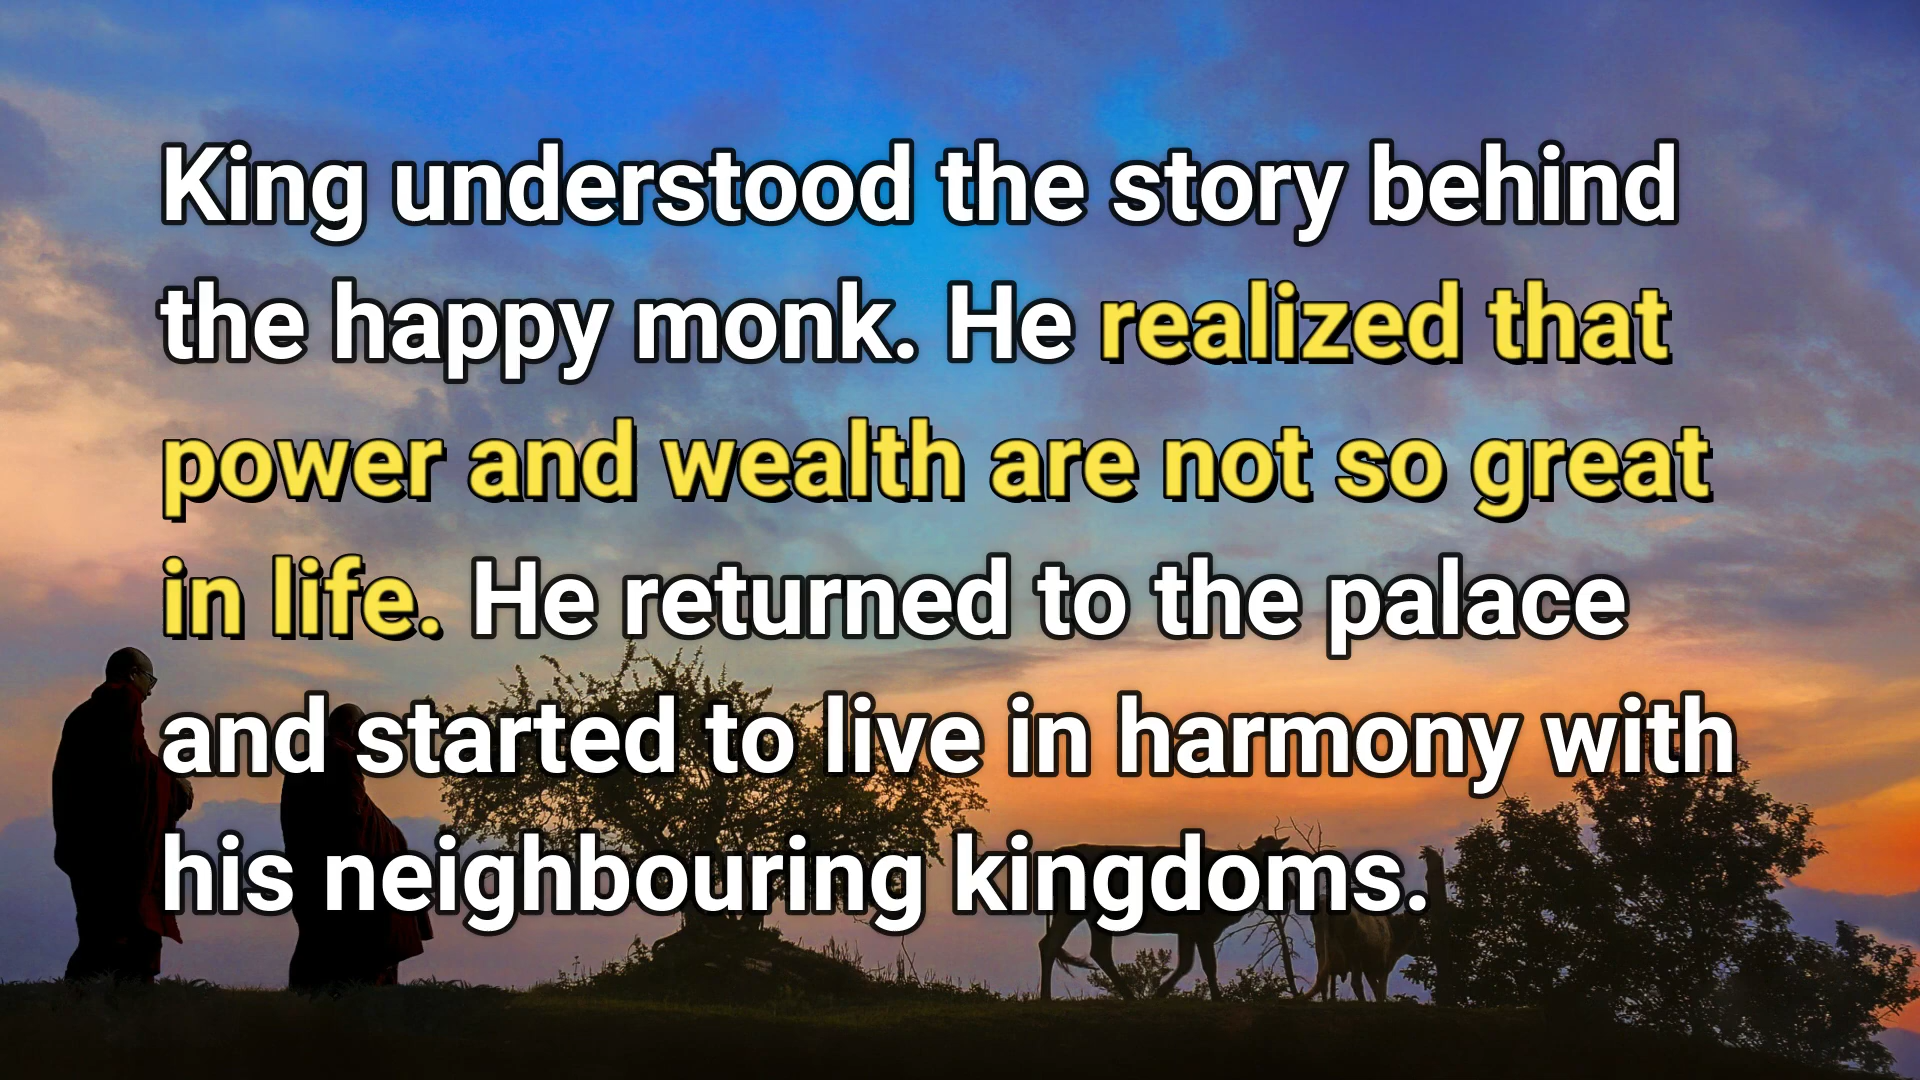 King understood the story behind
the happy monk. He realized that
power and wealth are not so great
in life. He returned to the palace
and started to live in harmony with
his neighbouring kingdoms.